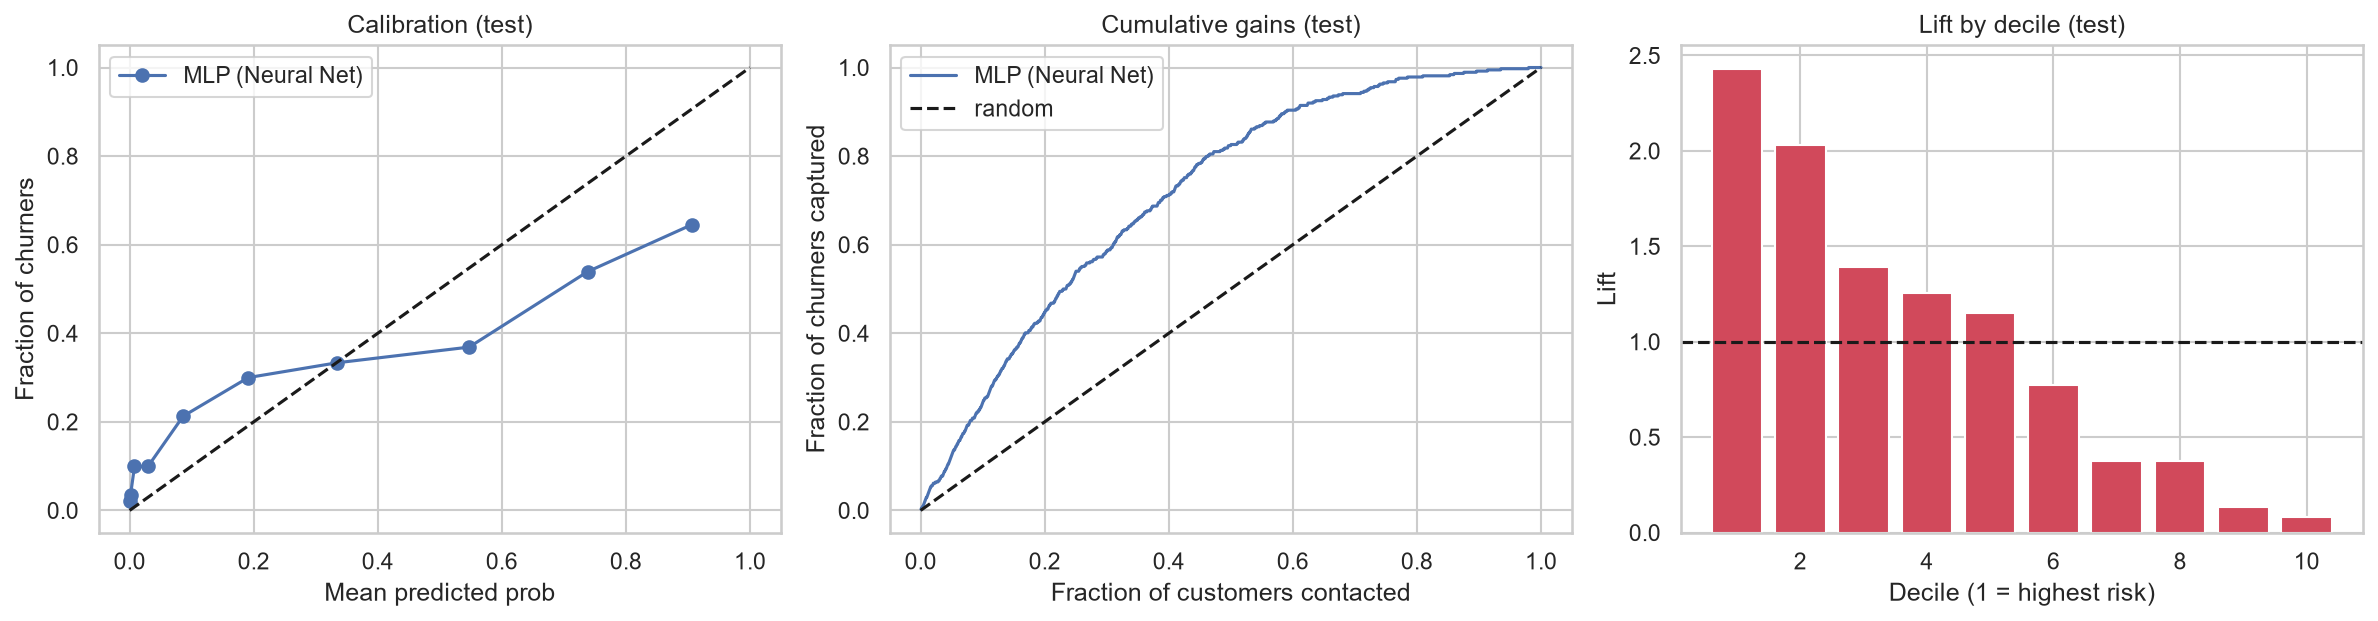 Calibration (test)
MLP (Neural Net)
1.0
0.8
0.6
0.4
0.2
0.0
Fraction of churners
0.0 0.2 0.4 0.6 0.8 1.0
Mean predicted prob
Cumulative gains (test)
MLP (Neural Net)
random
1.0
0.8
0.6
0.4
0.2
0.0
Fraction of churners captured
0.0 0.2 0.4 0.6 0.8 1.0
Fraction of customers contacted
Lift by decile (test)
2.5
2.0
1.5
1.0
0.5
0.0
Lift
2 4 6 8 10
Decile (1 = highest risk)